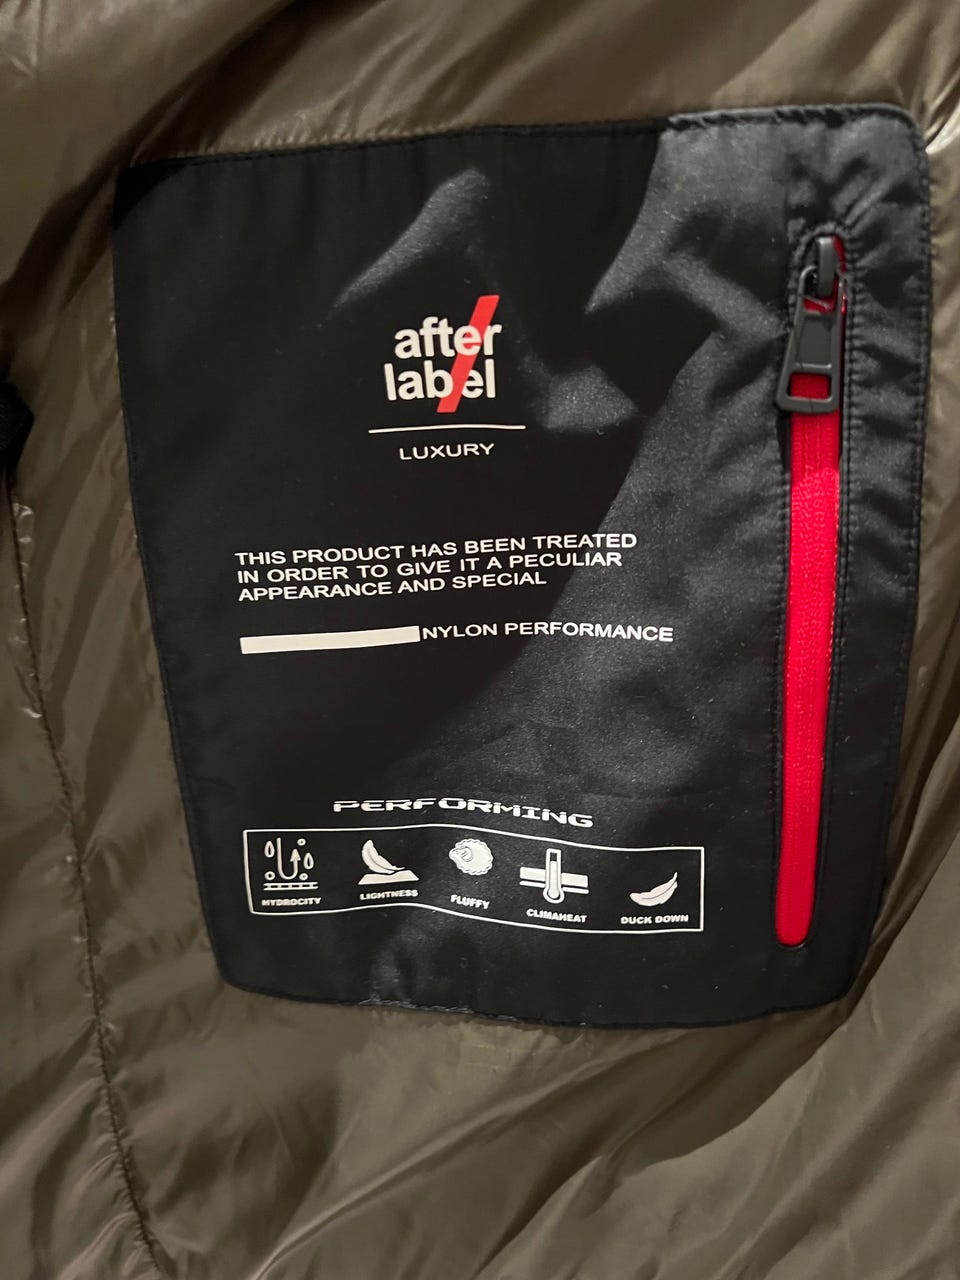 after
label
LUXURY
THIS PRODUCT HAS BEEN TREATED
IN ORDER TO GIVE IT A PECULIAR
APPEARANCE AND SPECIAL
NYLON PERFORMANCE
PERFORMING
HYDROCITY LIGHTNESS FLUFFY CLIMAHEAT DUCK DOWN